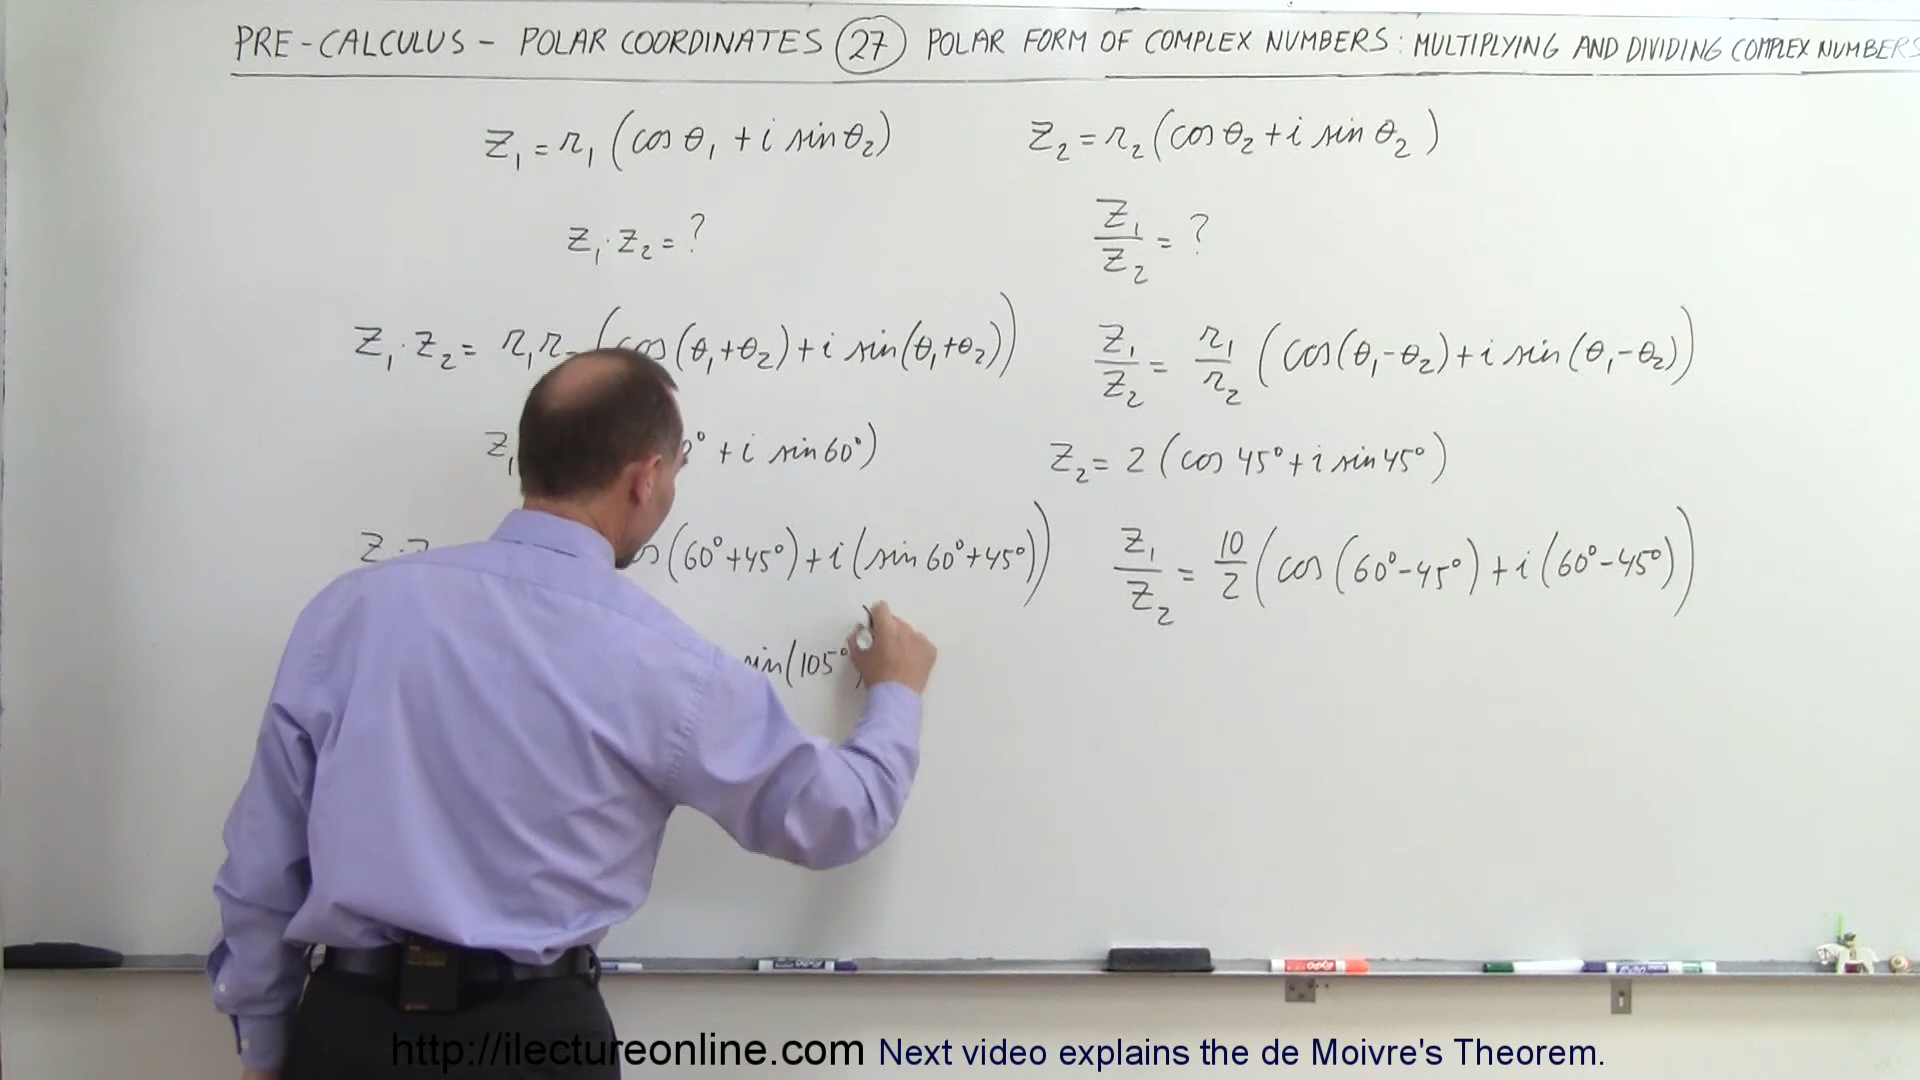 PRE-CALCULUS - POLAR COORDINATES 27 POLAR FORM OF COMPLEX NUMBERS: MULTIPLYING AND DIVIDING COMPLEX NUMBERS
z₁ = r₁ (cos θ₁ + i sin θ₂)
z₂ = r₂ (cos θ₂ + i sin θ₂)
z₁ · z₂ = ?
z₁/z₂ = ?
z₁ · z₂ = r₁r₂ (cos(θ₁+θ₂) + i sin(θ₁+θ₂))
z₁/z₂ = r₁/r₂ (cos(θ₁-θ₂) + i sin(θ₁-θ₂))
z₁ + i sin 60°)
z₂ = 2 (cos 45° + i sin 45°)
z₁ · z₂ (60°+45°) + i (sin 60°+45°))
z₁/z₂ = 10/2 (cos (60°-45°) + i (60°-45°))
sin(105°)
http://ilectureonline.com Next video explains the de Moivre's Theorem.